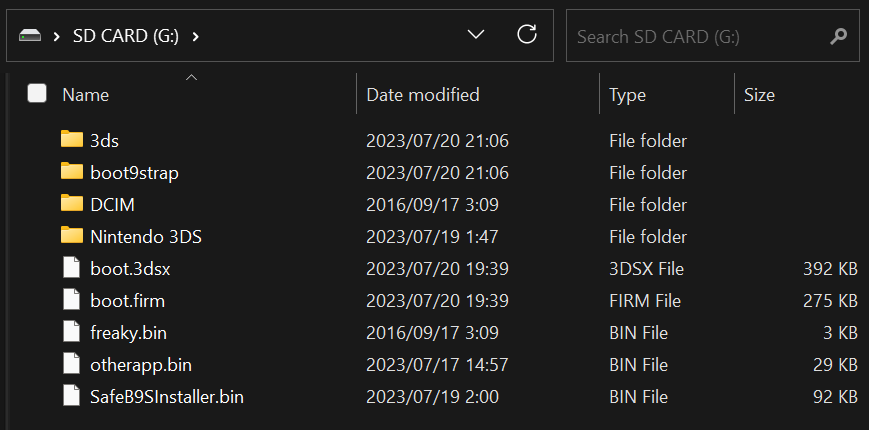 SD CARD (G:)
Search SD CARD (G:)
Name Date modified Type Size
3ds 2023/07/20 21:06 File folder
boot9strap 2023/07/20 21:06 File folder
DCIM 2016/09/17 3:09 File folder
Nintendo 3DS 2023/07/19 1:47 File folder
boot.3dsx 2023/07/20 19:39 3DSX File 392 KB
boot.firm 2023/07/20 19:39 FIRM File 275 KB
freaky.bin 2016/09/17 3:09 BIN File 3 KB
otherapp.bin 2023/07/17 14:57 BIN File 29 KB
SafeB9SInstaller.bin 2023/07/19 2:00 BIN File 92 KB